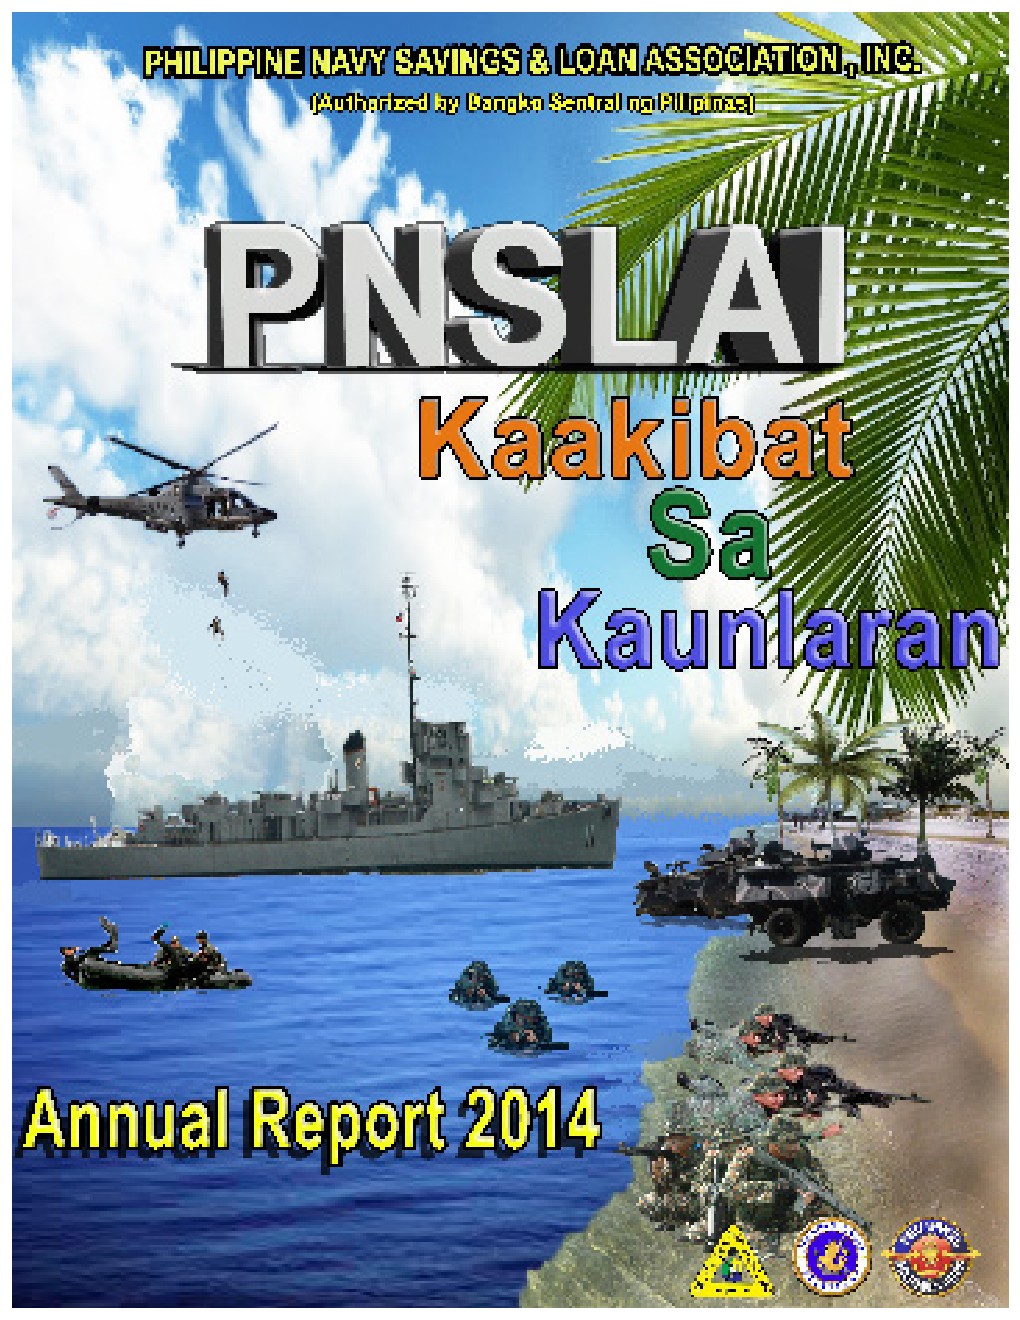 PHILIPPINE NAVY SAVINGS & LOAN ASSOCIATION , INC.
(Authorized by Bangko Sentral ng Pilipinas)
PNSLAI
Kaakibat
Sa
Kaunlaran
Annual Report 2014